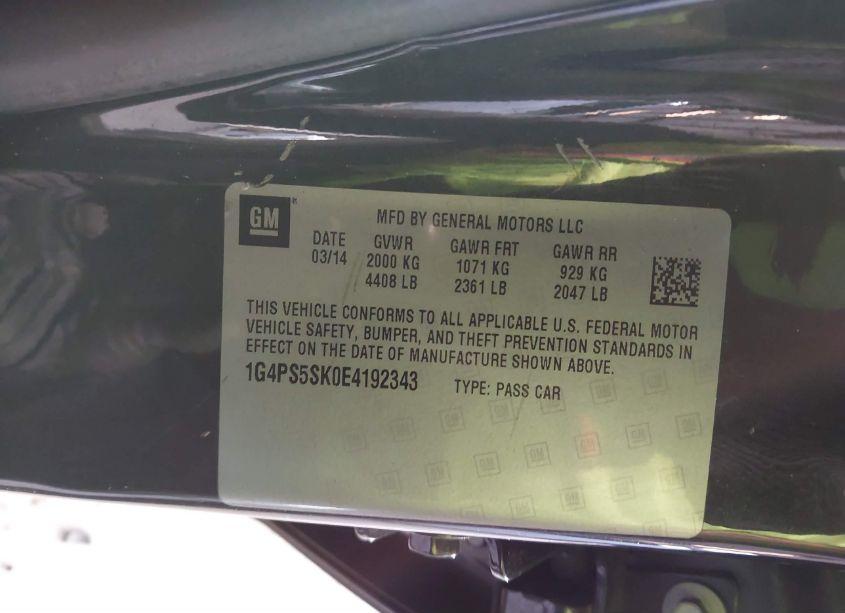 GM
MFD BY GENERAL MOTORS LLC
DATE GVWR GAWR FRT GAWR RR
03/14 2000 KG 1071 KG 929 KG
4408 LB 2361 LB 2047 LB
THIS VEHICLE CONFORMS TO ALL APPLICABLE U.S. FEDERAL MOTOR
VEHICLE SAFETY, BUMPER, AND THEFT PREVENTION STANDARDS IN
EFFECT ON THE DATE OF MANUFACTURE SHOWN ABOVE.
1G4PS5SK0E4192343 TYPE: PASS CAR